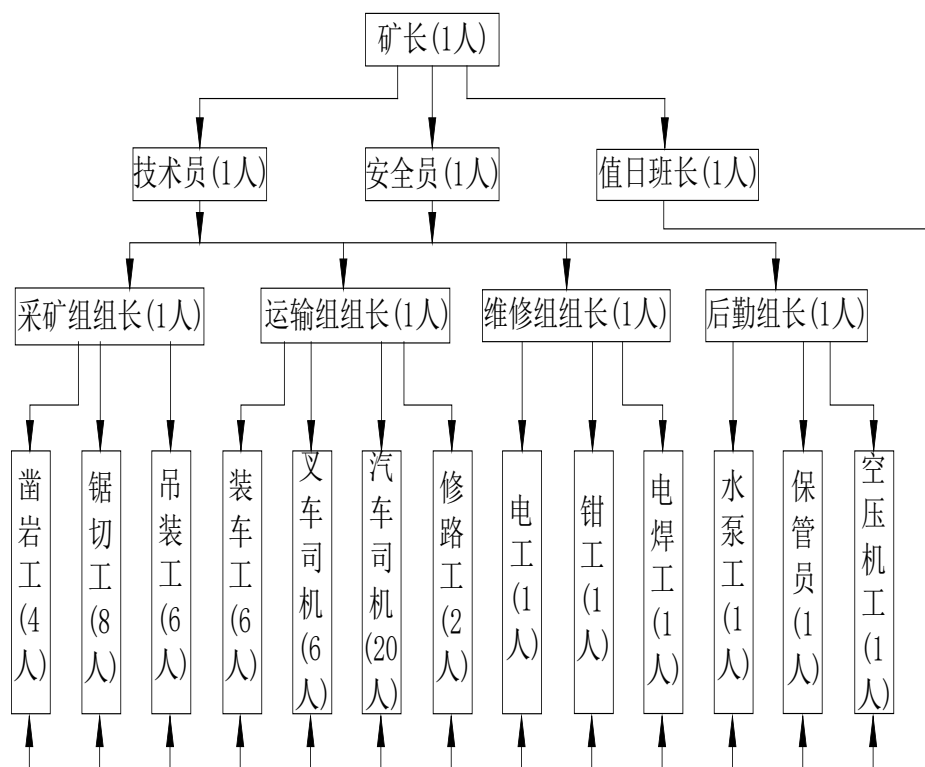 矿长(1人)
技术员(1人)
安全员(1人)
值日班长(1人)
采矿组组长(1人)
运输组组长(1人)
维修组组长(1人)
后勤组长(1人)
凿岩工(4人)
锯切工(8人)
吊装工(6人)
装车工(6人)
叉车司机(6人)
汽车司机(20人)
修路工(2人)
电工(1人)
钳工(1人)
电焊工(1人)
水泵工(1人)
保管员(1人)
空压机工(1人)